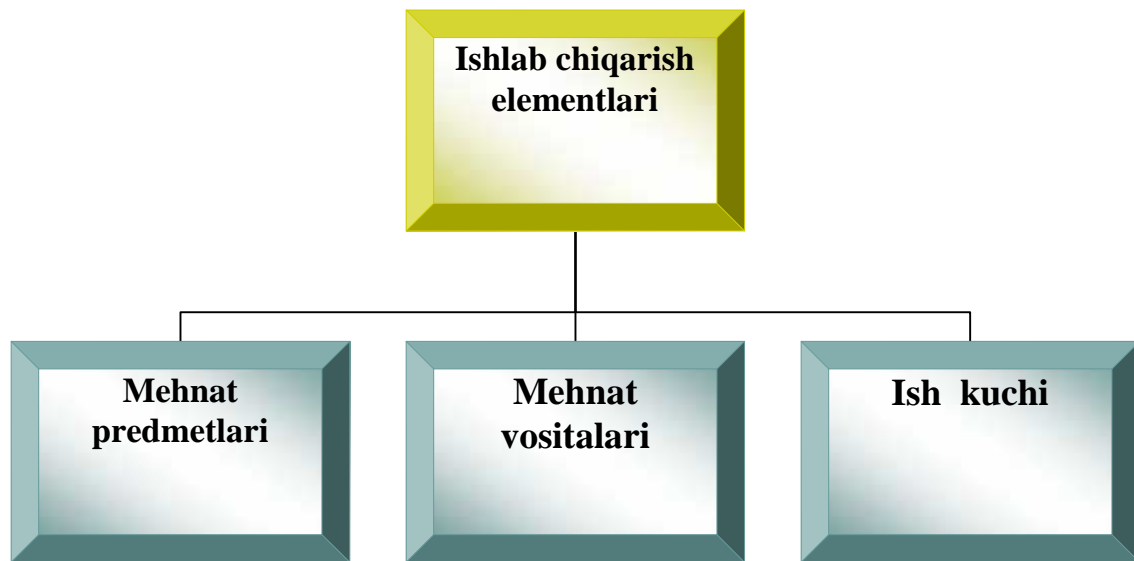 Ishlab chiqarish
elementlari
Mehnat
predmetlari
Mehnat
vositalari
Ish kuchi